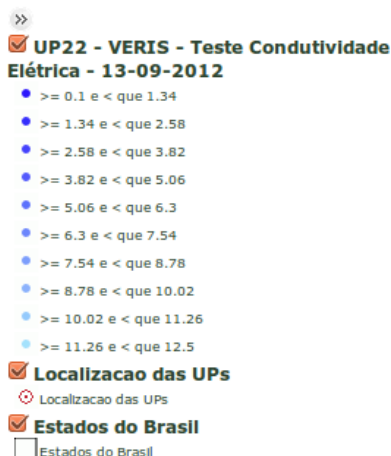 »
UP22 - VERIS - Teste Condutividade
Elétrica - 13-09-2012
>= 0.1 e < que 1.34
>= 1.34 e < que 2.58
>= 2.58 e < que 3.82
>= 3.82 e < que 5.06
>= 5.06 e < que 6.3
>= 6.3 e < que 7.54
>= 7.54 e < que 8.78
>= 8.78 e < que 10.02
>= 10.02 e < que 11.26
>= 11.26 e < que 12.5
Localizacao das UPs
Localizacao das UPs
Estados do Brasil
Estados do Brasil